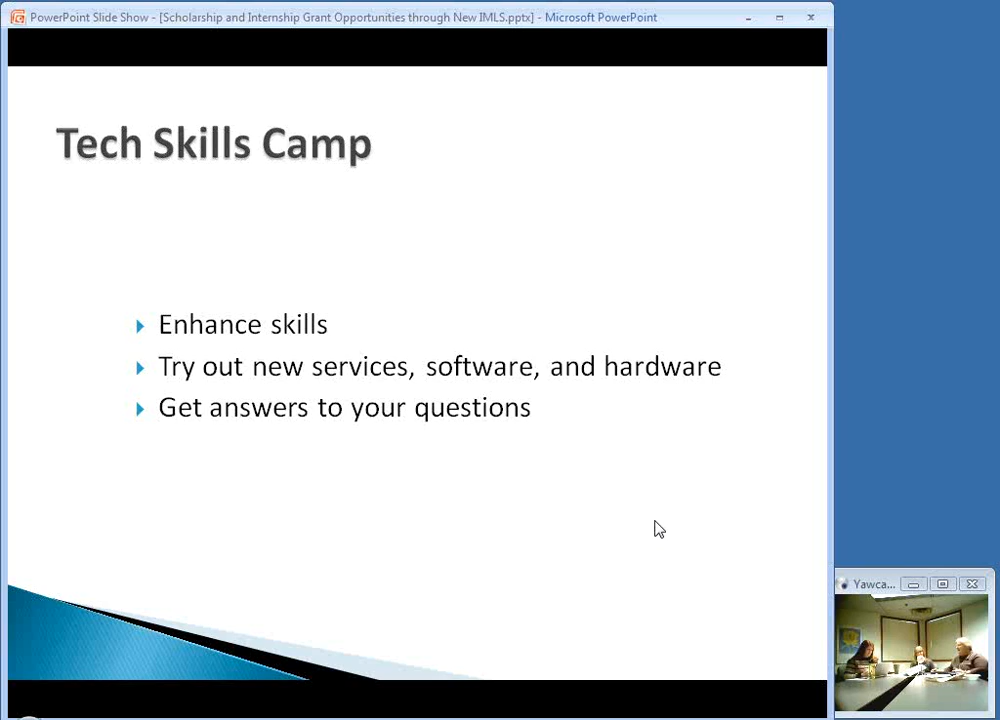 PowerPoint Slide Show - [Scholarship and Internship Grant Opportunities through New IMLS.pptx] - Microsoft PowerPoint
Tech Skills Camp
Enhance skills
Try out new services, software, and hardware
Get answers to your questions
Yawca...